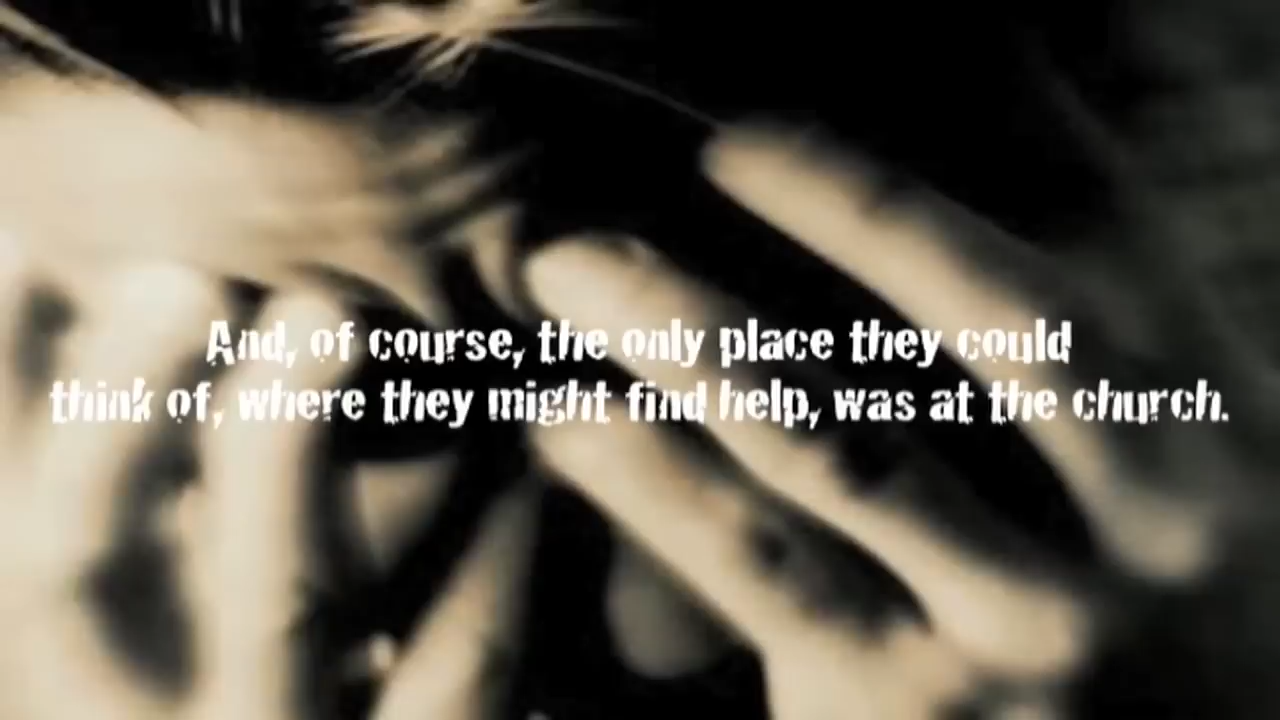 And, of course, the only place they could
think of, where they might find help, was at the church.